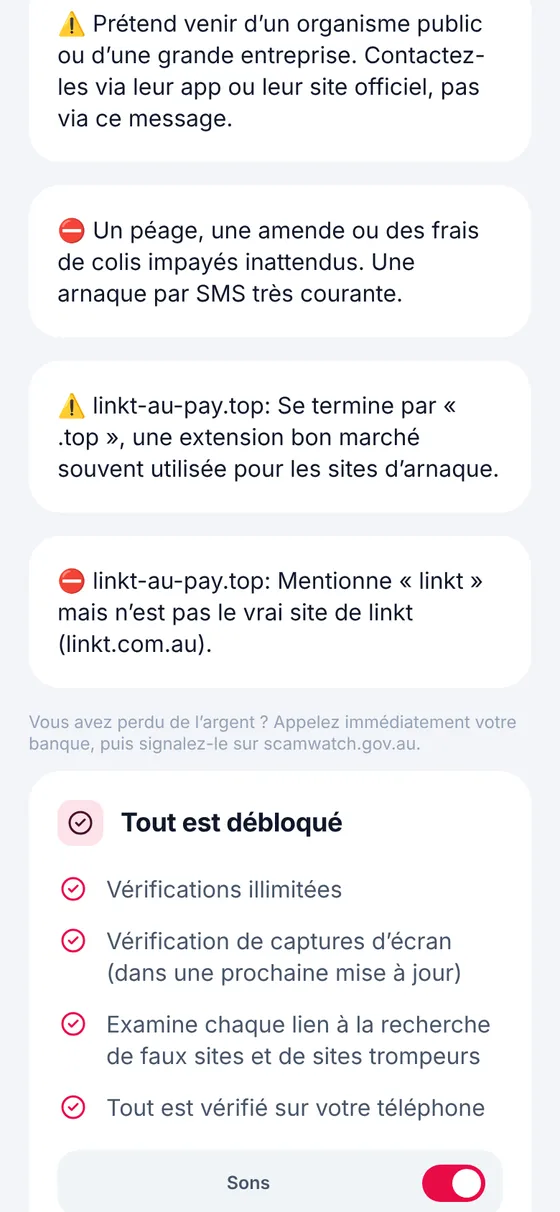 ⚠️ Prétend venir d’un organisme public
ou d’une grande entreprise. Contactez-
les via leur app ou leur site officiel, pas
via ce message.
⛔ Un péage, une amende ou des frais
de colis impayés inattendus. Une
arnaque par SMS très courante.
⚠️ linkt-au-pay.top: Se termine par «
.top », une extension bon marché
souvent utilisée pour les sites d’arnaque.
⛔ linkt-au-pay.top: Mentionne « linkt »
mais n’est pas le vrai site de linkt
(linkt.com.au).
Vous avez perdu de l’argent ? Appelez immédiatement votre
banque, puis signalez-le sur scamwatch.gov.au.
Tout est débloqué
Vérifications illimitées
Vérification de captures d’écran
(dans une prochaine mise à jour)
Examine chaque lien à la recherche
de faux sites et de sites trompeurs
Tout est vérifié sur votre téléphone
Sons